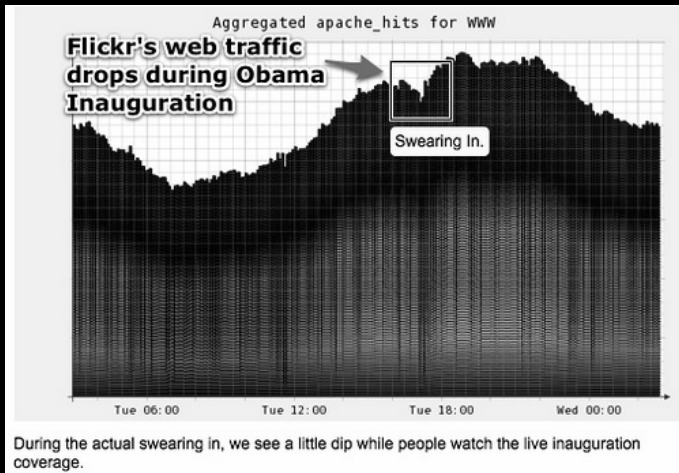 Aggregated apache_hits for WWW
Flickr's web traffic
drops during Obama
Inauguration
Swearing In.
Tue 06:00 Tue 12:00 Tue 18:00 Wed 00:00
During the actual swearing in, we see a little dip while people watch the live inauguration
coverage.